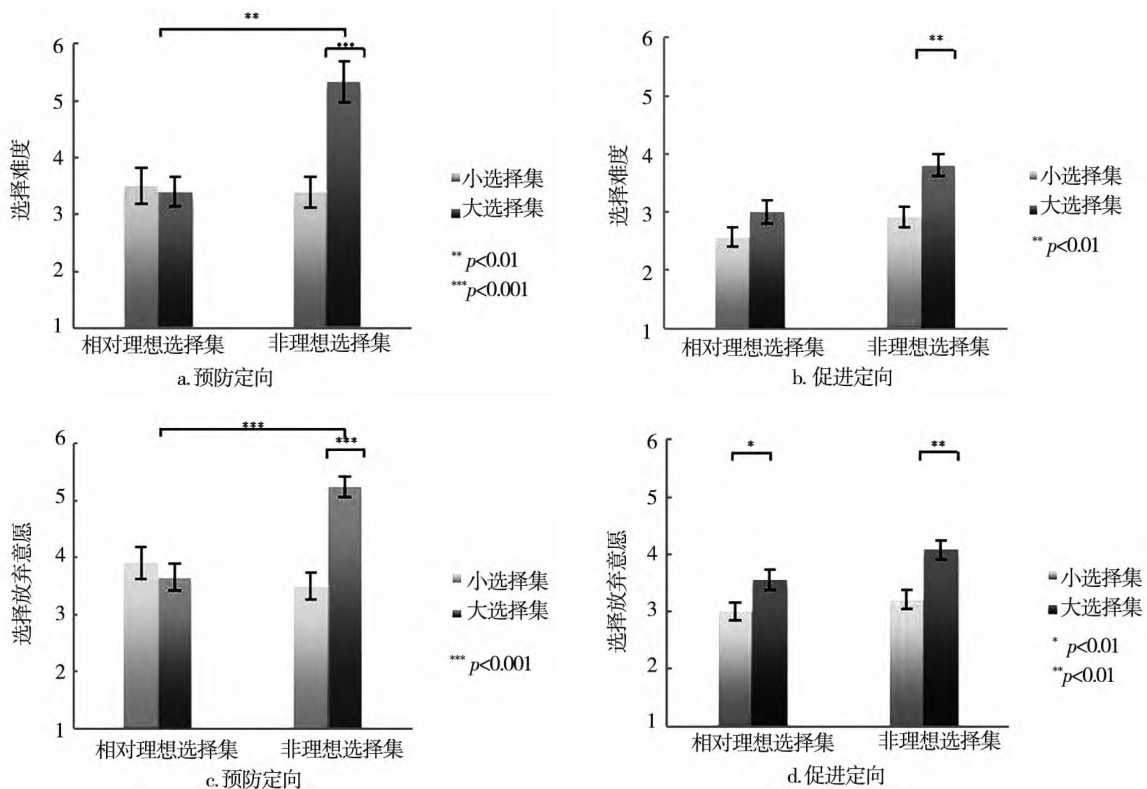 **
***
6
5
4
3
2
1
选择难度
小选择集
大选择集
** p<0.01
***p<0.001
相对理想选择集
非理想选择集
a.预防定向
**
6
5
4
3
2
1
选择难度
小选择集
大选择集
** p<0.01
相对理想选择集
非理想选择集
b. 促进定向
***
***
6
5
4
3
2
1
选择放弃意愿
小选择集
大选择集
*** p<0.001
相对理想选择集
非理想选择集
c.预防定向
*
**
6
5
4
3
2
1
选择放弃意愿
小选择集
大选择集
* p<0.01
**p<0.01
相对理想选择集
非理想选择集
d.促进定向